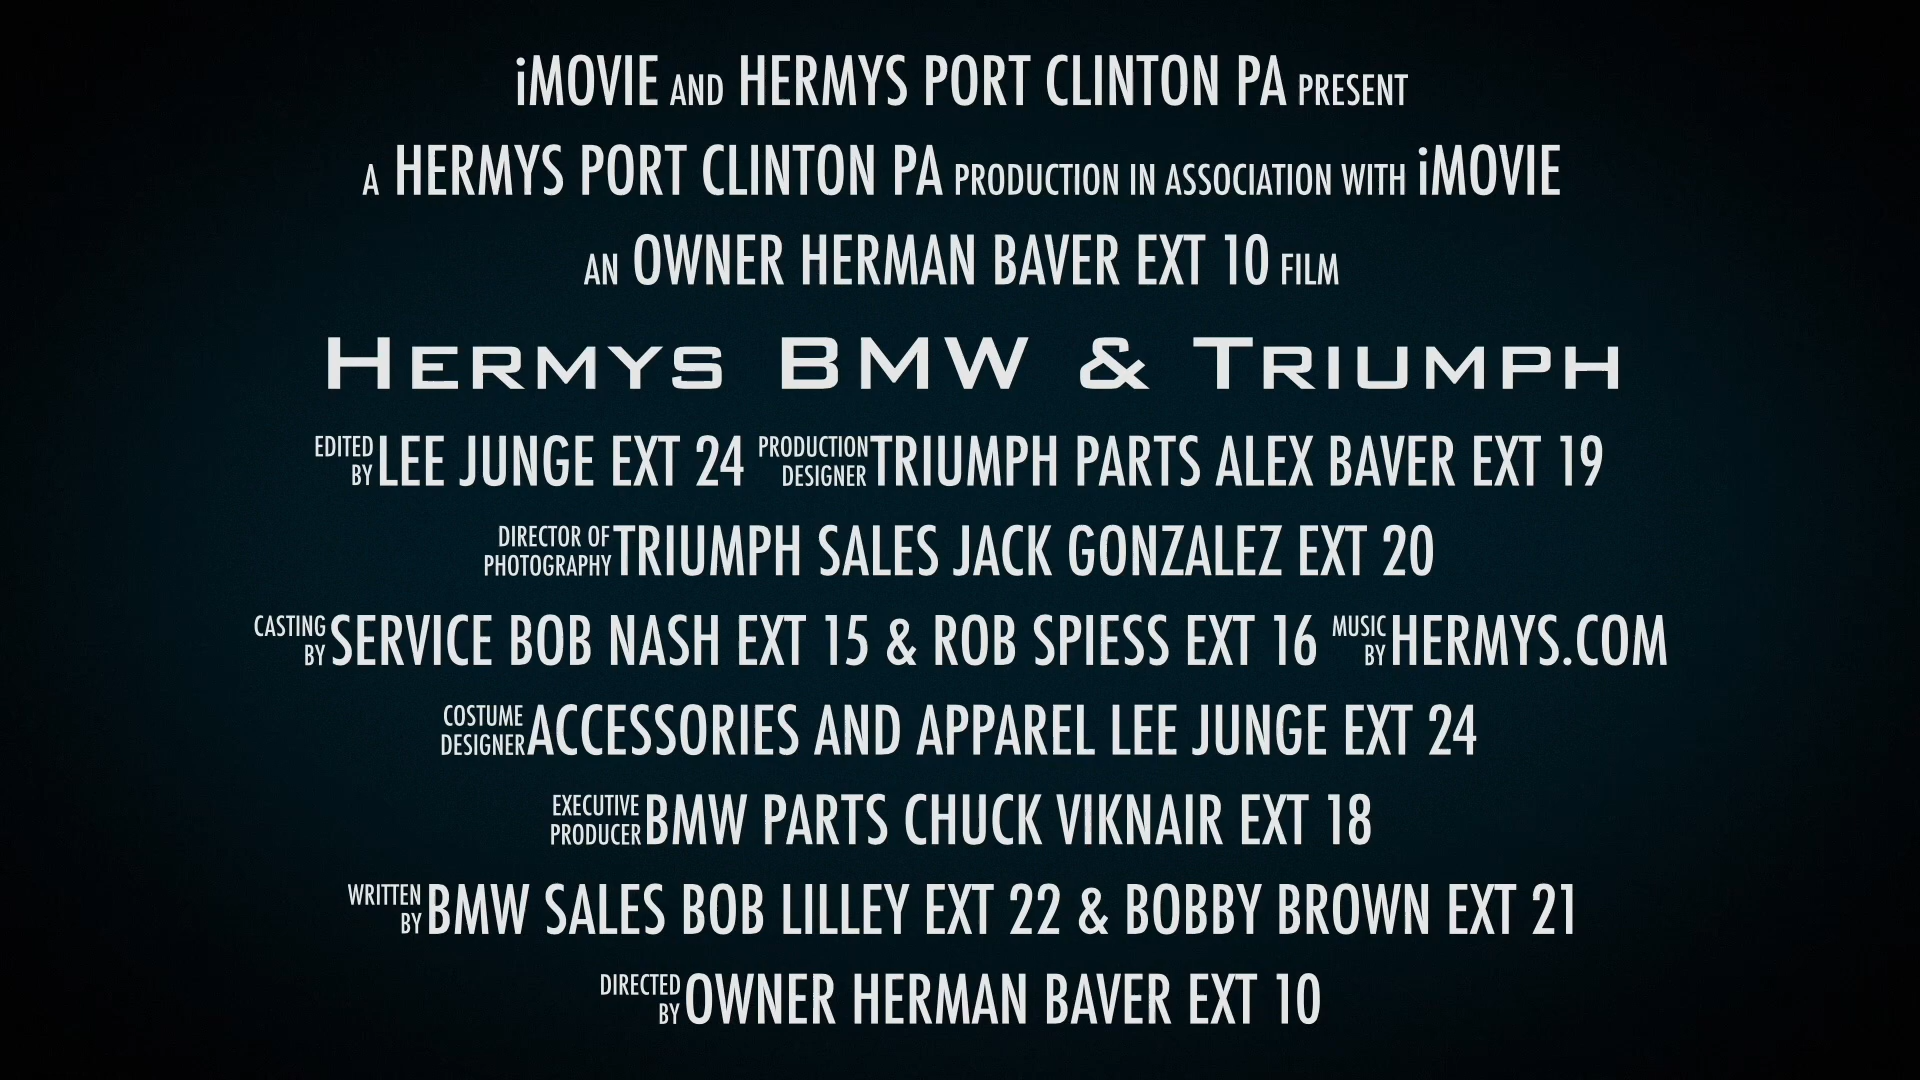 iMOVIE AND HERMYS PORT CLINTON PA PRESENT
A HERMYS PORT CLINTON PA PRODUCTION IN ASSOCIATION WITH iMOVIE
AN OWNER HERMAN BAVER EXT 10 FILM
HERMYS BMW & TRIUMPH
EDITED BY LEE JUNGE EXT 24 PRODUCTION DESIGNER TRIUMPH PARTS ALEX BAVER EXT 19
DIRECTOR OF PHOTOGRAPHY TRIUMPH SALES JACK GONZALEZ EXT 20
CASTING BY SERVICE BOB NASH EXT 15 & ROB SPIESS EXT 16 MUSIC BY HERMYS.COM
COSTUME DESIGNER ACCESSORIES AND APPAREL LEE JUNGE EXT 24
EXECUTIVE PRODUCER BMW PARTS CHUCK VIKNAIR EXT 18
WRITTEN BY BMW SALES BOB LILLEY EXT 22 & BOBBY BROWN EXT 21
DIRECTED BY OWNER HERMAN BAVER EXT 10